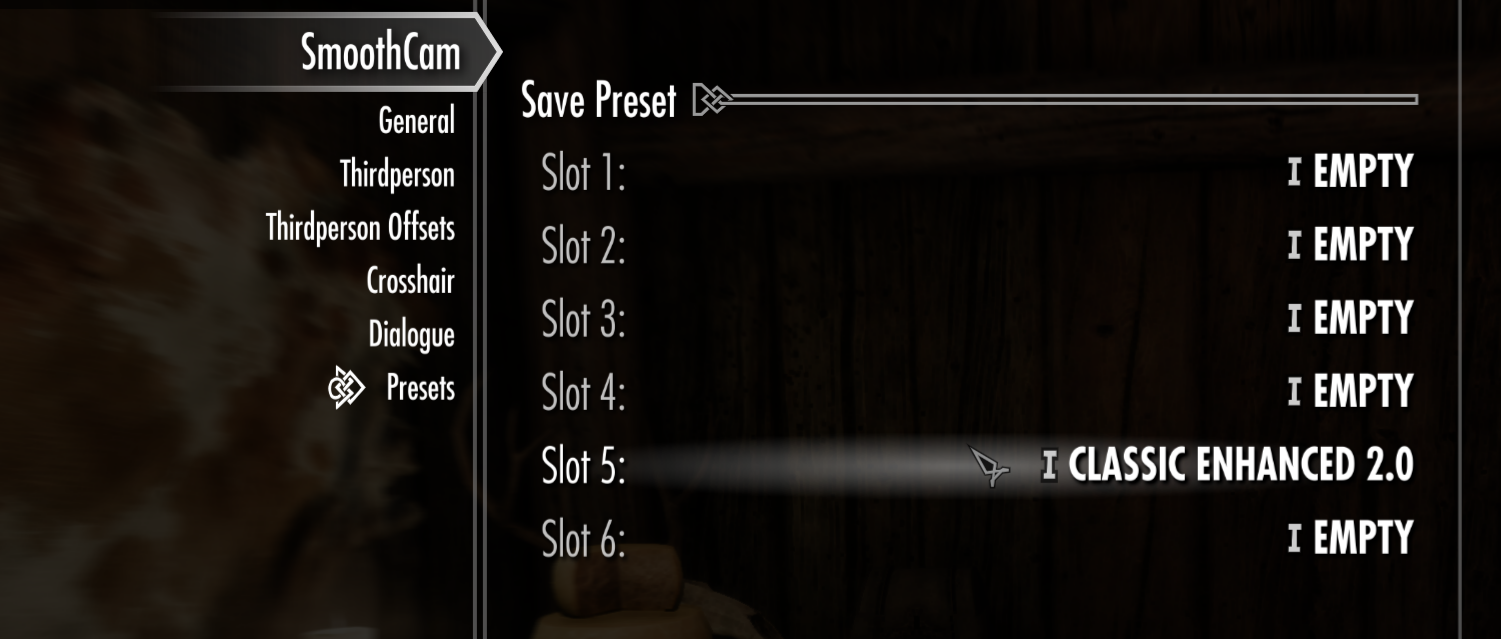 SmoothCam
General
Thirdperson
Thirdperson Offsets
Crosshair
Dialogue
Presets
Save Preset
Slot 1: I EMPTY
Slot 2: I EMPTY
Slot 3: I EMPTY
Slot 4: I EMPTY
Slot 5: I CLASSIC ENHANCED 2.0
Slot 6: I EMPTY